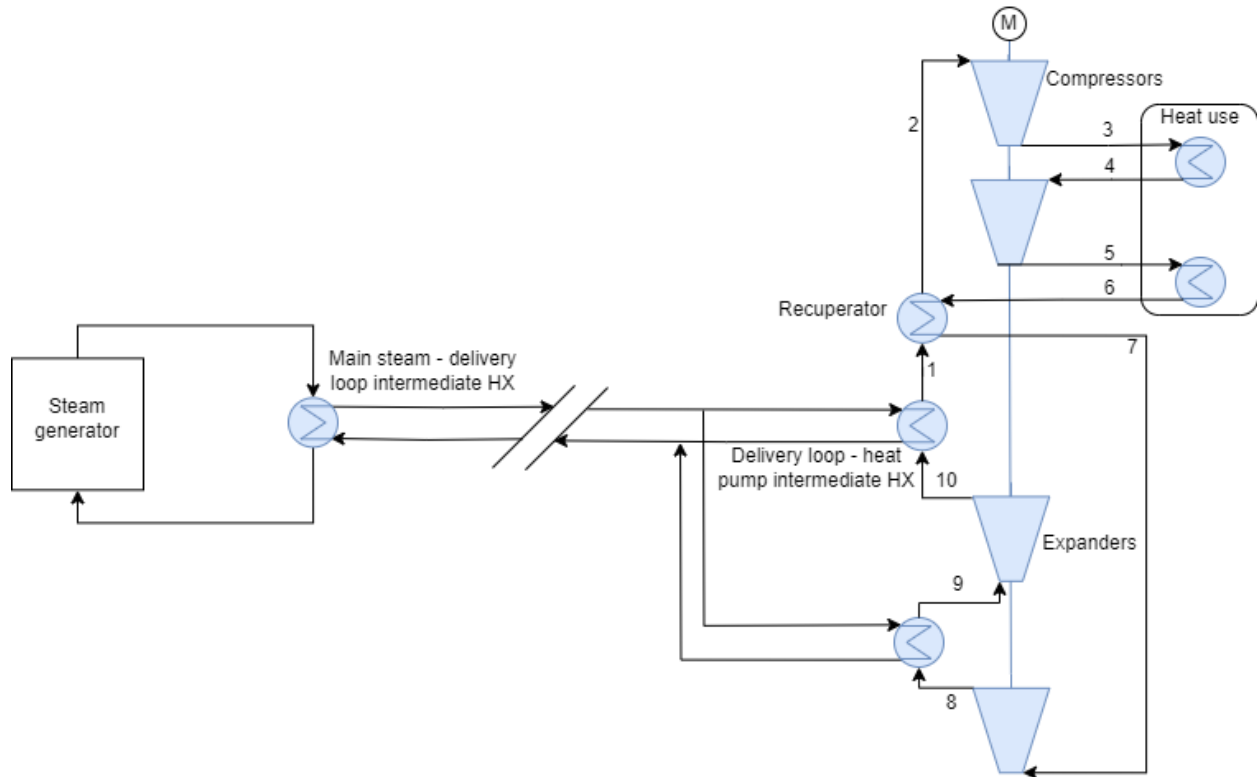 M
Compressors
2
3
Heat use
4
5
6
Recuperator
7
1
Main steam - delivery
loop intermediate HX
Steam
generator
Delivery loop - heat
pump intermediate HX
10
Expanders
9
8